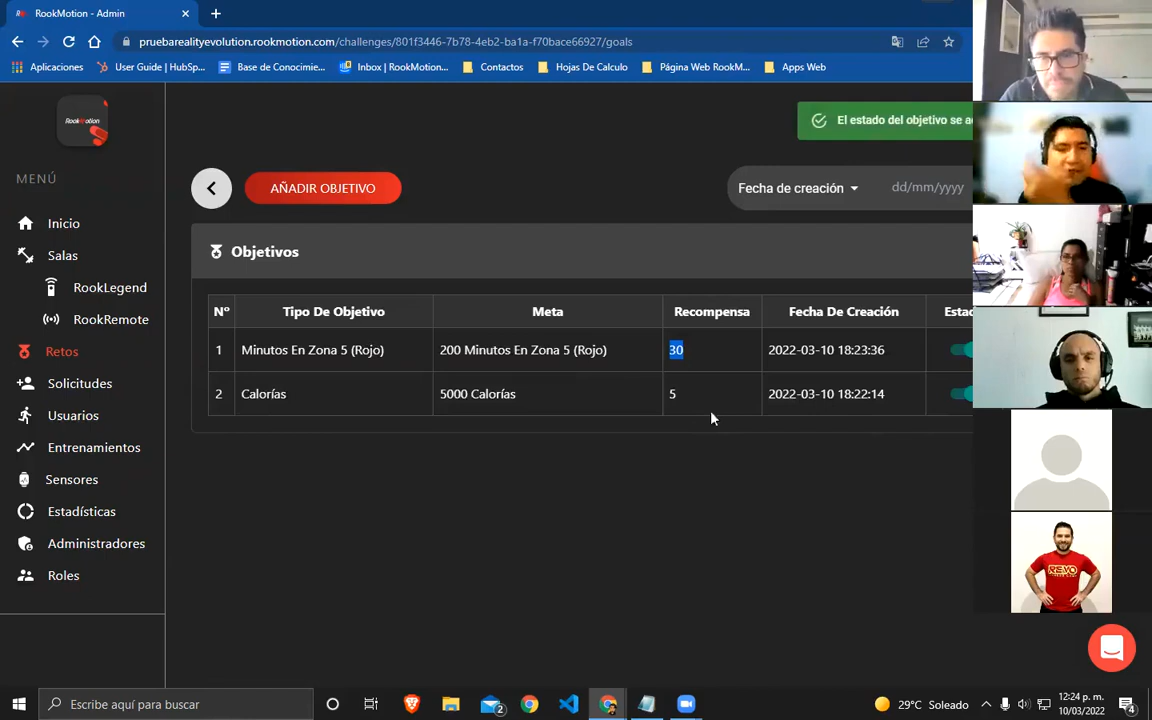 RookMotion - Admin
pruebarealityevolution.rookmotion.com/challenges/801f3446-7b78-4eb2-ba1a-f70bace66927/goals
Aplicaciones User Guide | HubSp... Base de Conocimie... Inbox | RookMotion... Contactos Hojas De Calculo Página Web RookM... Apps Web
RookMotion
El estado del objetivo se a
MENÚ
AÑADIR OBJETIVO
Fecha de creación dd/mm/yyyy
Inicio
Salas
RookLegend
RookRemote
Retos
Solicitudes
Usuarios
Entrenamientos
Sensores
Estadísticas
Administradores
Roles
Objetivos
Nº Tipo De Objetivo Meta Recompensa Fecha De Creación Estad
1 Minutos En Zona 5 (Rojo) 200 Minutos En Zona 5 (Rojo) 30 2022-03-10 18:23:36
2 Calorías 5000 Calorías 5 2022-03-10 18:22:14
REVO
Escribe aquí para buscar
2
29°C Soleado
12:24 p. m.
10/03/2022
4